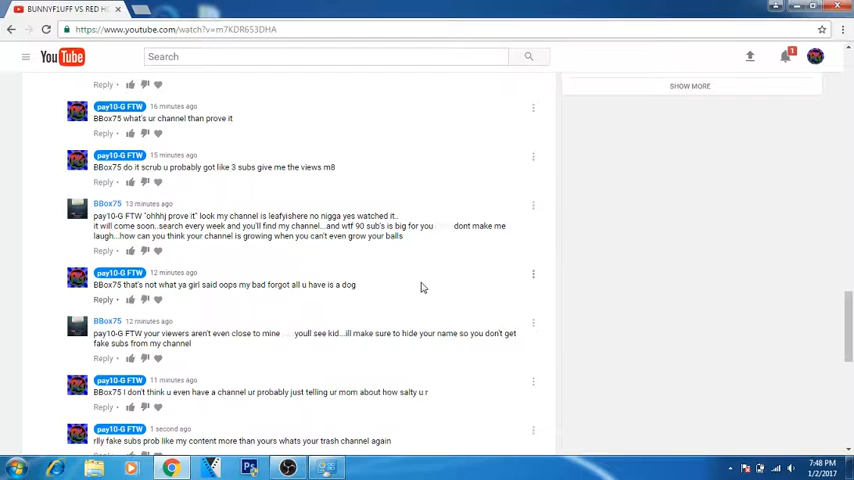 BUNNYF1UFF VS RED H
https://www.youtube.com/watch?v=m7KDR653DHA
YouTube
Search
1
Reply
SHOW MORE
pay10-G FTW 16 minutes ago
BBox75 what's ur channel than prove it
Reply
pay10-G FTW 15 minutes ago
BBox75 do it scrub u probably got like 3 subs give me the views m8
Reply
BBox75 13 minutes ago
pay10-G FTW "ohhhj prove it" look my channel is leafyishere no nigga yes watched it..
it will come soon..search every week and you'll find my channel...and wtf 90 sub's is big for you dont make me
laugh...how can you think your channel is growing when you can't even grow your balls
Reply
pay10-G FTW 12 minutes ago
BBox75 that's not what ya girl said oops my bad forgot all u have is a dog
Reply
BBox75 12 minutes ago
pay10-G FTW your viewers aren't even close to mine youll see kid...ill make sure to hide your name so you don't get
fake subs from my channel
Reply
pay10-G FTW 11 minutes ago
BBox75 I don't think u even have a channel ur probably just telling ur mom about how salty u r
Reply
pay10-G FTW 1 second ago
rlly fake subs prob like my content more than yours whats your trash channel again
Ps
7:48 PM
1/2/2017